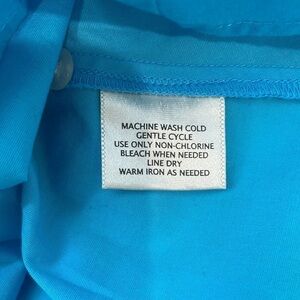 MACHINE WASH COLD
GENTLE CYCLE
USE ONLY NON-CHLORINE
BLEACH WHEN NEEDED
LINE DRY
WARM IRON AS NEEDED